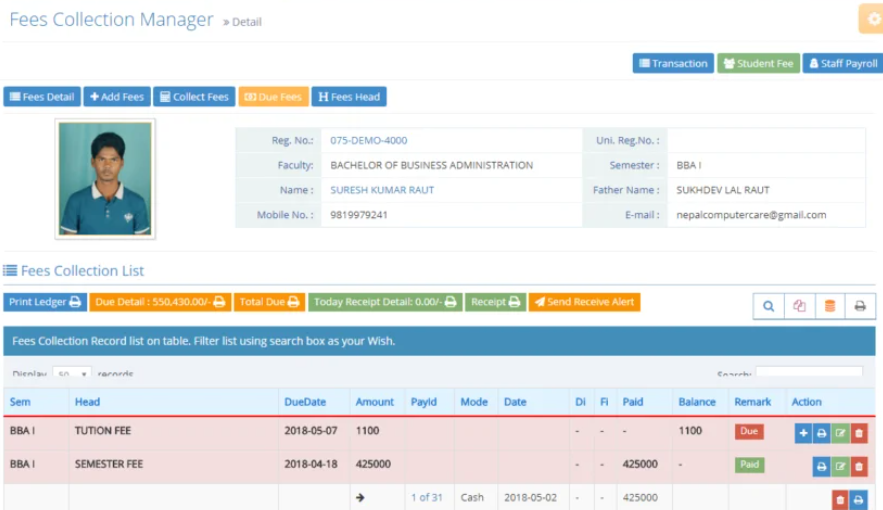 Fees Collection Manager » Detail
Transaction Student Fee Staff Payroll
Fees Detail Add Fees Collect Fees Due Fees H Fees Head
Reg. No.: 075-DEMO-4000 Uni. Reg.No. :
Faculty: BACHELOR OF BUSINESS ADMINISTRATION Semester : BBA I
Name : SURESH KUMAR RAUT Father Name : SUKHDEV LAL RAUT
Mobile No. : 9819979241 E-mail : nepalcomputercare@gmail.com
Fees Collection List
Print Ledger Due Detail : 550,430.00/- Total Due Today Receipt Detail: 0.00/- Receipt Send Receive Alert
Fees Collection Record list on table. Filter list using search box as your Wish.
Display 50 records Search:
Sem Head DueDate Amount PayId Mode Date Di Fi Paid Balance Remark Action
BBA I TUTION FEE 2018-05-07 1100 - - - 1100 Due
BBA I SEMESTER FEE 2018-04-18 425000 - - 425000 - Paid
➔ 1 of 31 Cash 2018-05-02 - - 425000